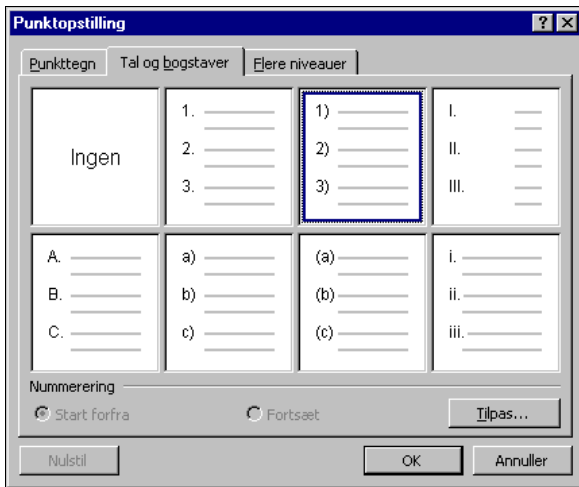 Punktopstilling
Punkttegn Tal og bogstaver Flere niveauer
Ingen
1.
2.
3.
1)
2)
3)
I.
II.
III.
A.
B.
C.
a)
b)
c)
(a)
(b)
(c)
i.
ii.
iii.
Nummerering
Start forfra Fortsæt Tilpas...
Nulstil OK Annuller